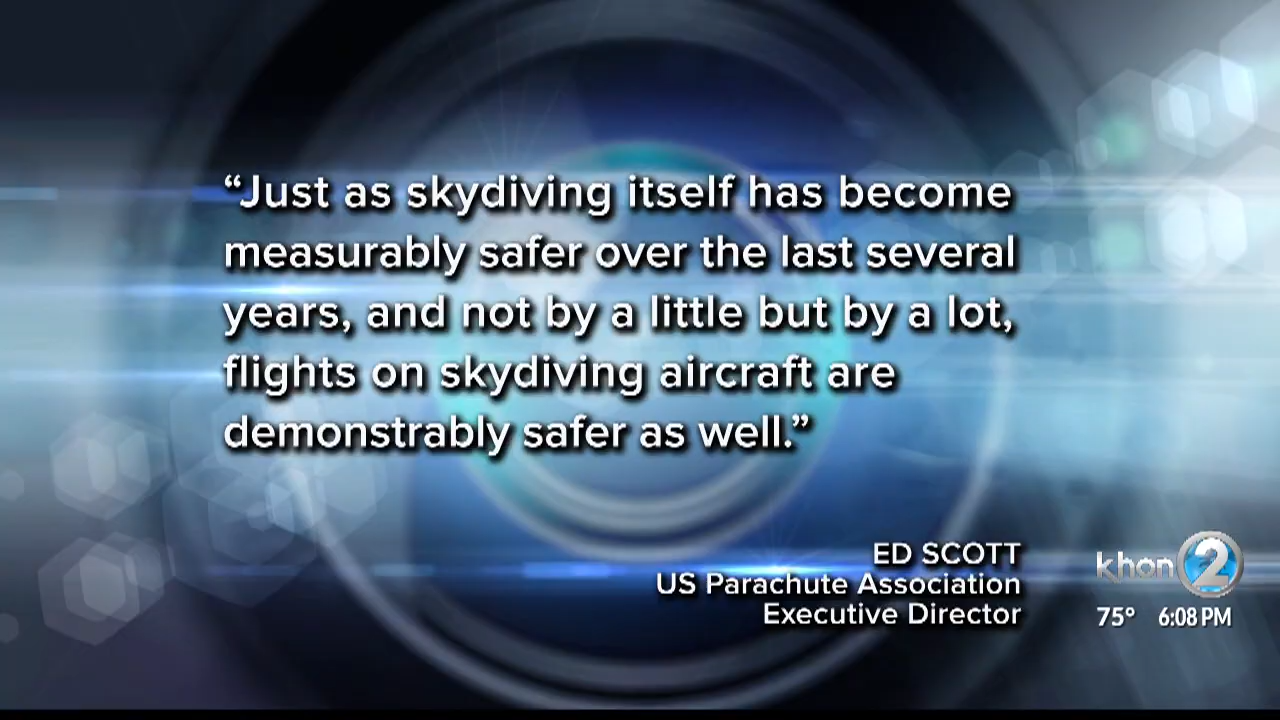 “Just as skydiving itself has become
measurably safer over the last several
years, and not by a little but by a lot,
flights on skydiving aircraft are
demonstrably safer as well.”
ED SCOTT
US Parachute Association
Executive Director
khon 2
75° 6:08 PM